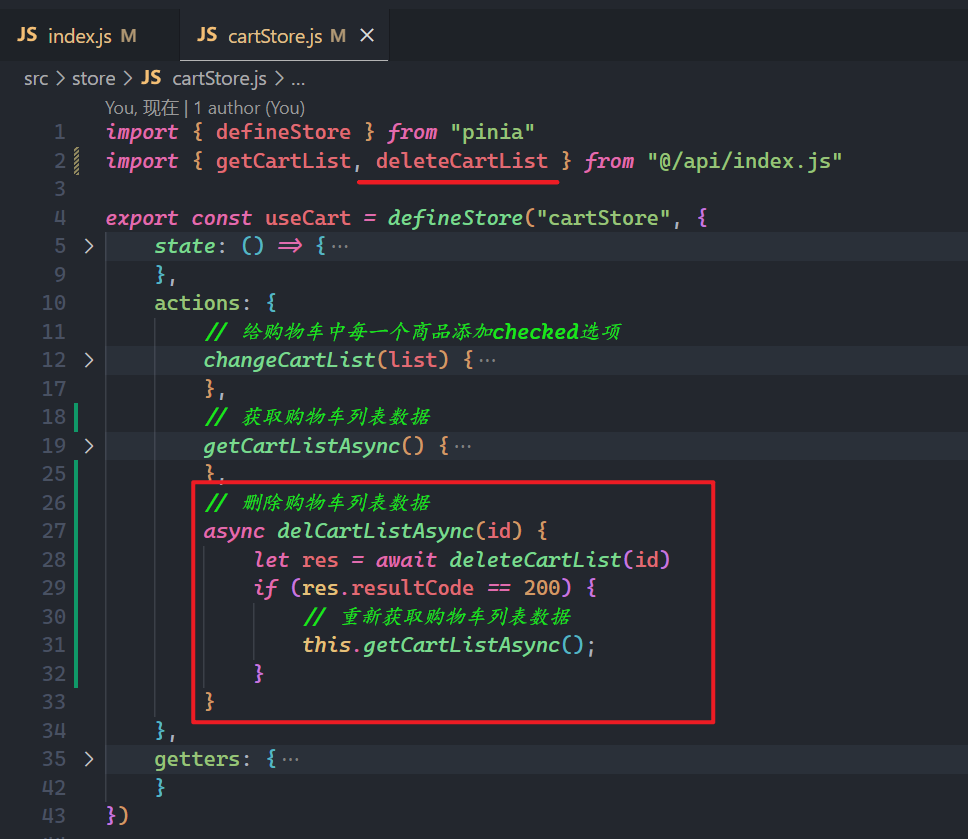 JS index.js M JS cartStore.js M ×
src > store > JS cartStore.js > ...
You, 现在 | 1 author (You)
1 import { defineStore } from "pinia"
2 import { getCartList, deleteCartList } from "@/api/index.js"
3
4 export const useCart = defineStore("cartStore", {
5 state: () => { ...
9 },
10 actions: {
11 // 给购物车中每一个商品添加checked选项
12 changeCartList(list) { ...
17 },
18 // 获取购物车列表数据
19 getCartListAsync() { ...
25 },
26 // 删除购物车列表数据
27 async delCartListAsync(id) {
28 let res = await deleteCartList(id)
29 if (res.resultCode == 200) {
30 // 重新获取购物车列表数据
31 this.getCartListAsync();
32 }
33 }
34 },
35 getters: { ...
42 }
43 })